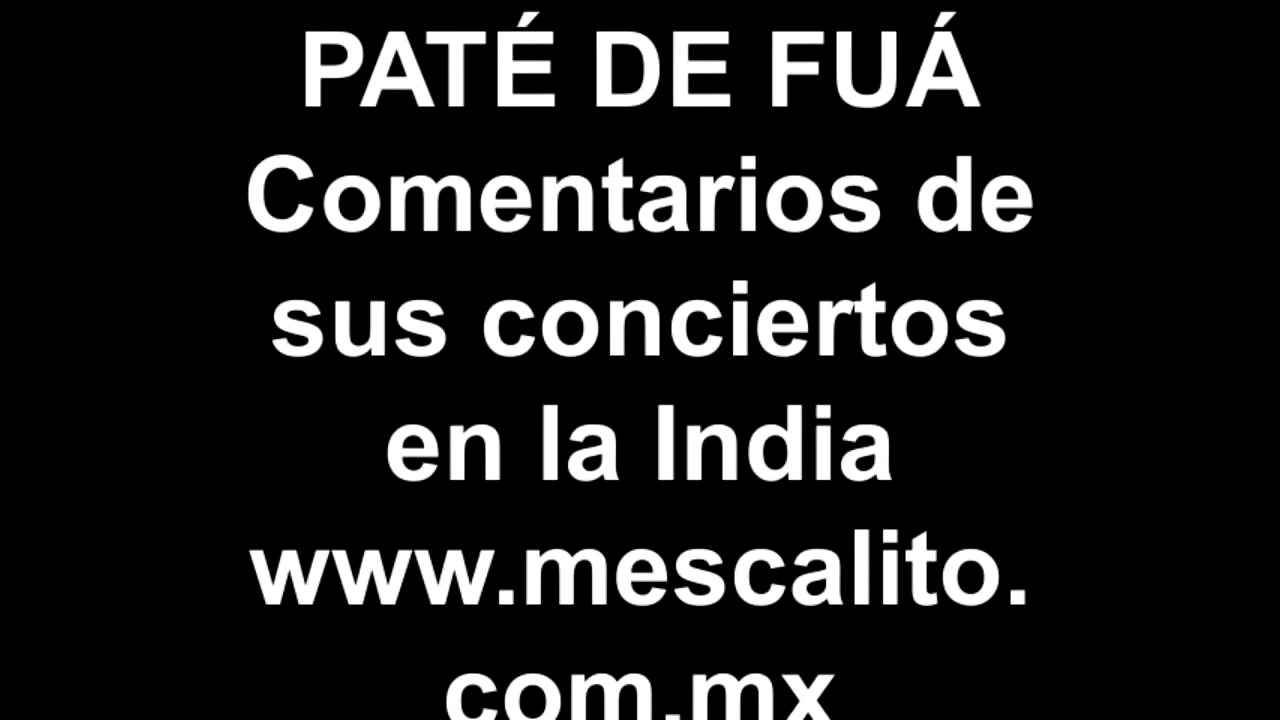 PATÉ DE FUÁ
Comentarios de
sus conciertos
en la India
www.mescalito.
com.mx